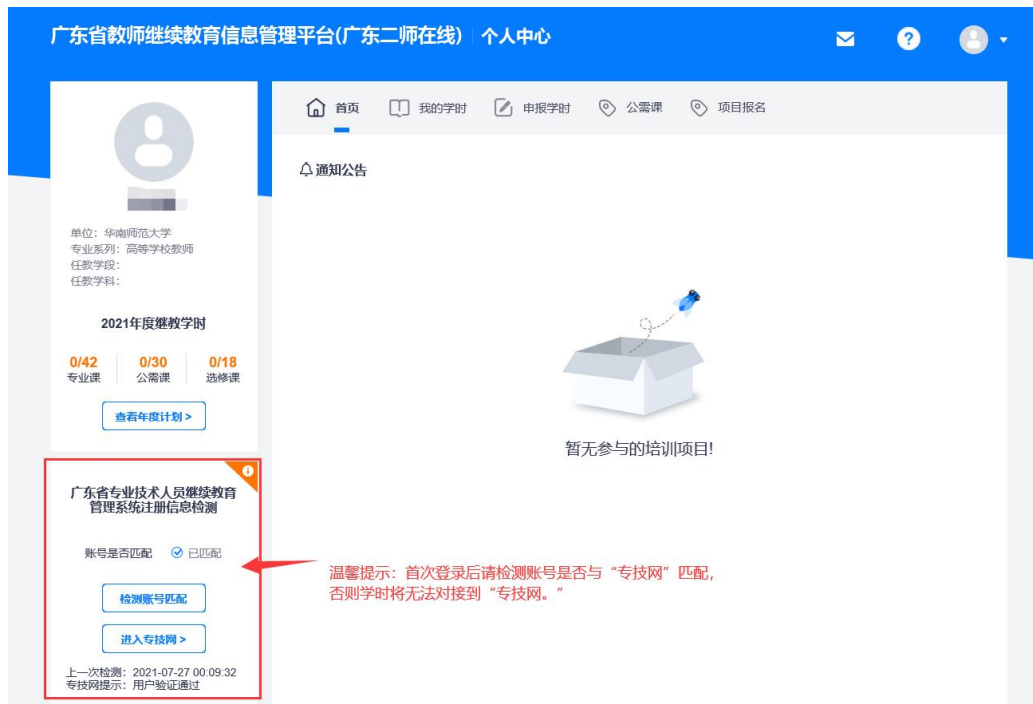 广东省教师继续教育信息管理平台(广东二师在线) 个人中心
首页 我的学时 申报学时 公需课 项目报名
通知公告
单位：华南师范大学
专业系列：高等学校教师
任教学段：
任教学科：
2021年度继教学时
0/42 0/30 0/18
专业课 公需课 选修课
查看年度计划 >
暂无参与的培训项目!
广东省专业技术人员继续教育
管理系统注册信息检测
账号是否匹配 已匹配
温馨提示：首次登录后请检测账号是否与“专技网”匹配，
否则学时将无法对接到“专技网。“
检测账号匹配
进入专技网 >
上一次检测：2021-07-27 00:09:32
专技网提示：用户验证通过